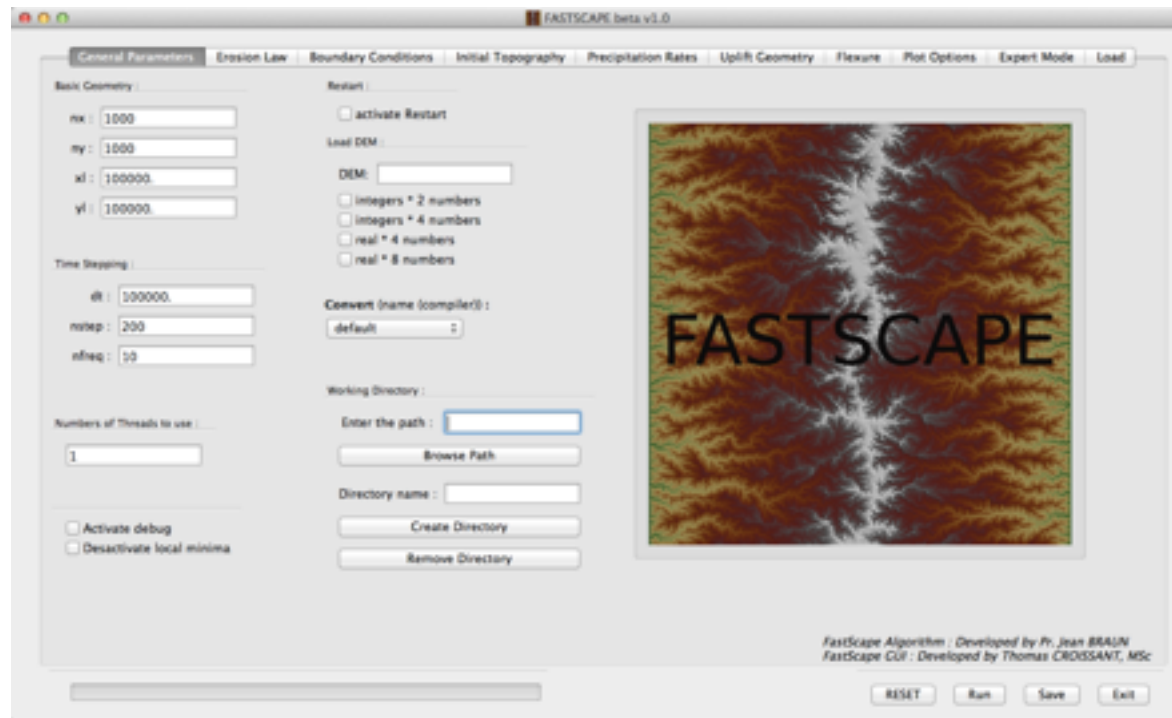 FASTSCAPE beta v1.0
General Parameters Erosion Law Boundary Conditions Initial Topography Precipitation Rates Uplift Geometry Flexure Plot Options Expert Mode Load
Basic Geometry :
nx : 1000
ny : 1000
xl : 100000.
yl : 100000.
Time Stepping :
dt : 100000.
nstep : 200
nfreq : 10
Numbers of Threads to use :
1
Activate debug
Desactivate local minima
Restart :
activate Restart
Load DEM :
DEM:
integers * 2 numbers
integers * 4 numbers
real * 4 numbers
real * 8 numbers
Convert (name (compiler)) :
default
Working Directory :
Enter the path :
Browse Path
Directory name :
Create Directory
Remove Directory
FASTSCAPE
FastScape Algorithm : Developed by Pr. Jean BRAUN
FastScape GUI : Developed by Thomas CROISSANT, MSc
RESET Run Save Exit